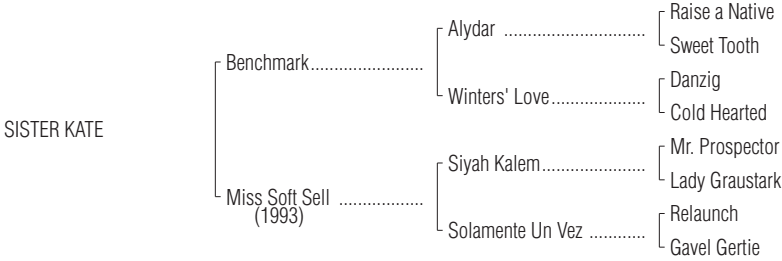 Raise a Native
Alydar ..............................
Sweet Tooth
Benchmark........................
Danzig
Winters' Love....................
Cold Hearted
SISTER KATE
Mr. Prospector
Siyah Kalem......................
Lady Graustark
Miss Soft Sell ..................
(1993)
Relaunch
Solamente Un Vez ............
Gavel Gertie